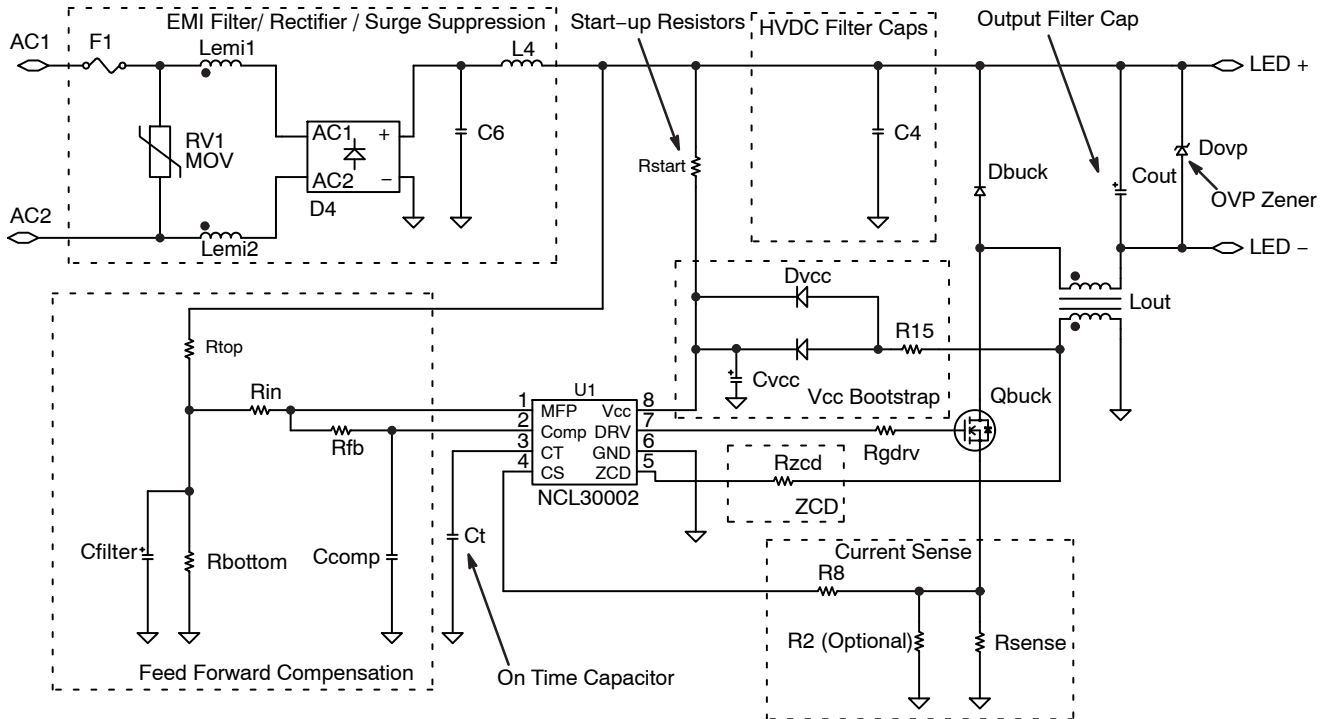 EMI Filter/ Rectifier / Surge Suppression
Start−up Resistors
HVDC Filter Caps
Output Filter Cap
AC1
F1
Lemi1
L4
LED +
RV1
MOV
AC1
+
AC2
−
D4
C6
Rstart
C4
Dbuck
Cout
Dovp
OVP Zener
AC2
Lemi2
LED −
Dvcc
Lout
R15
Rtop
Cvcc
Vcc Bootstrap
Qbuck
Rin
U1
1
MFP
Vcc
8
2
Comp
DRV
7
3
CT
GND
6
4
CS
ZCD
5
NCL30002
Rfb
Rgdrv
Rzcd
ZCD
Cfilter
+
Rbottom
Ccomp
Ct
Current Sense
R8
R2 (Optional)
Rsense
Feed Forward Compensation
On Time Capacitor